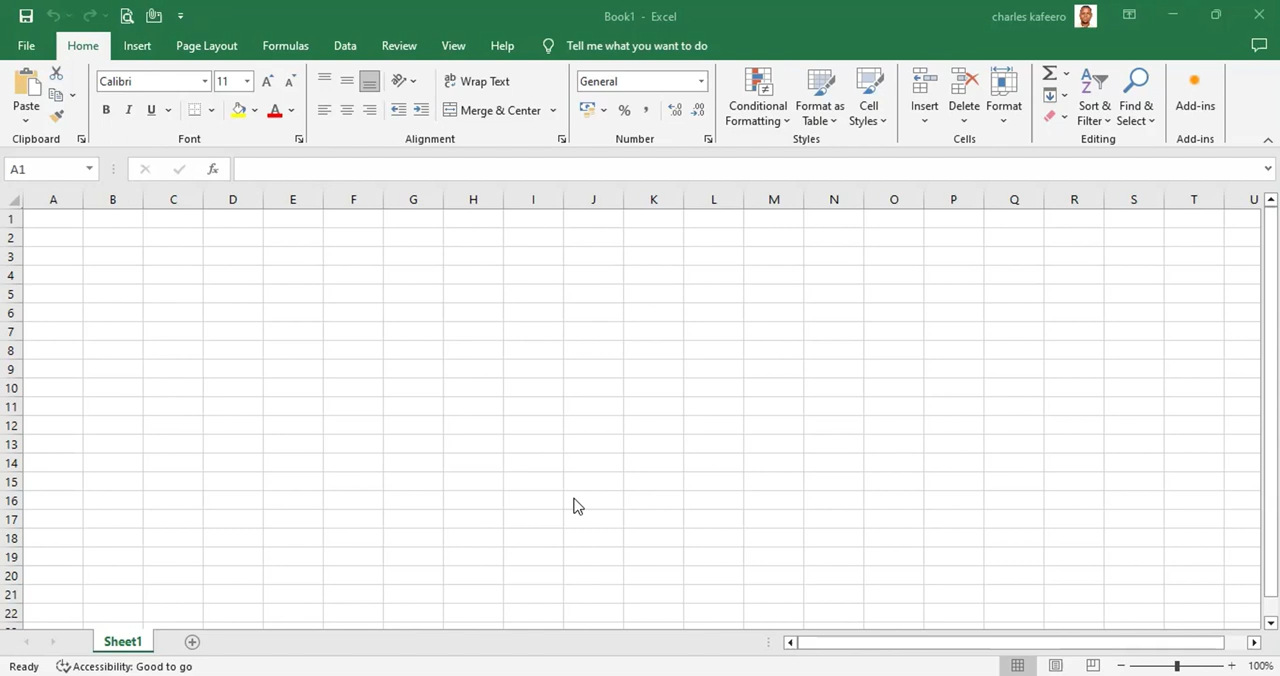 Book1 - Excel
charles kafeero
File Home Insert Page Layout Formulas Data Review View Help Tell me what you want to do
Paste
Clipboard
Calibri 11
B I U A
Font
ab Wrap Text
Merge & Center
Alignment
General
% ,
Number
Conditional Formatting
Format as Table
Cell Styles
Styles
Insert Delete Format
Cells
Sort & Filter
Find & Select
Editing
Add-ins
Add-ins
A1 fx
A B C D E F G H I J K L M N O P Q R S T U
1
2
3
4
5
6
7
8
9
10
11
12
13
14
15
16
17
18
19
20
21
22
Sheet1
Ready Accessibility: Good to go 100%